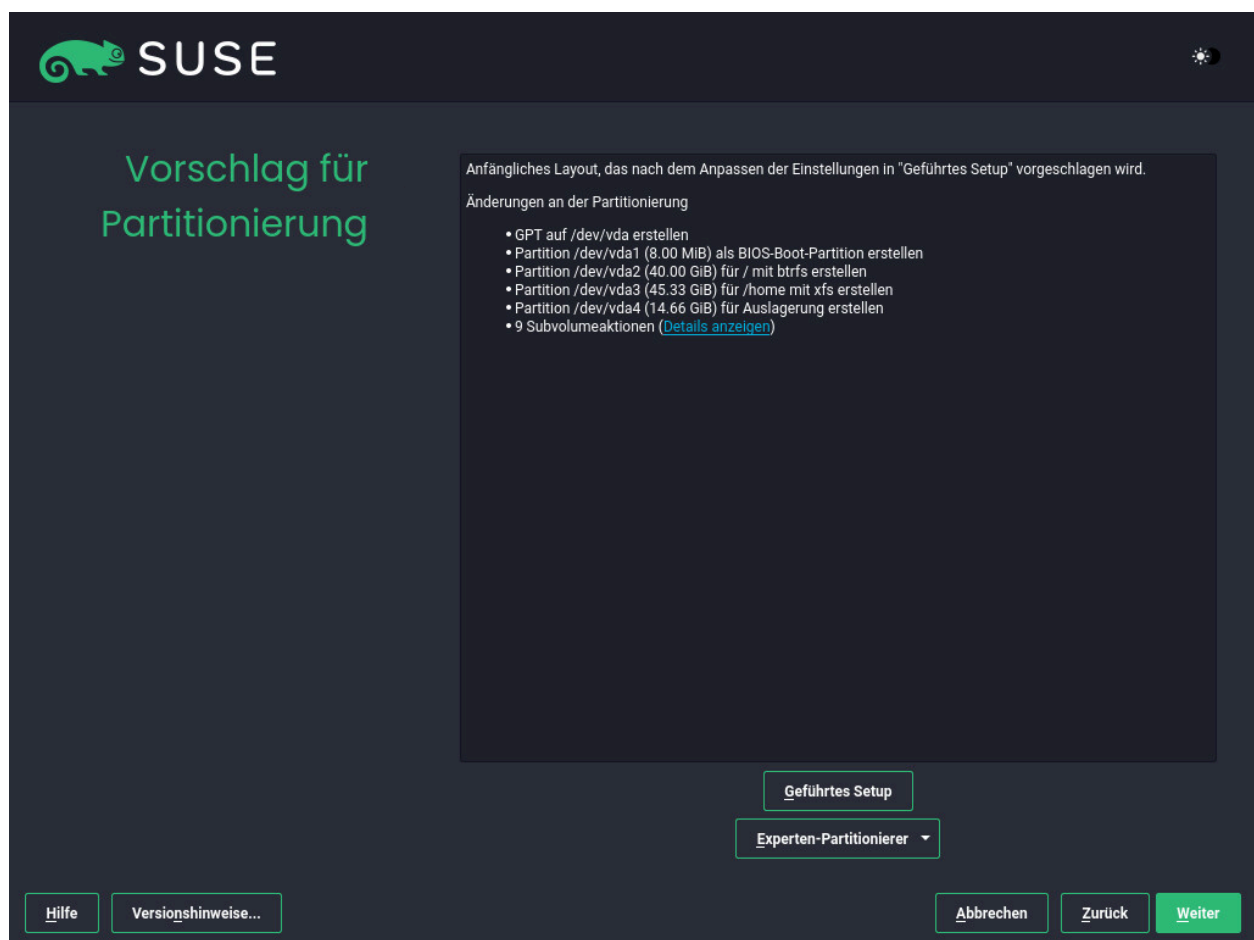 SUSE
Vorschlag für
Partitionierung
Anfängliches Layout, das nach dem Anpassen der Einstellungen in "Geführtes Setup" vorgeschlagen wird.
Änderungen an der Partitionierung
• GPT auf /dev/vda erstellen
• Partition /dev/vda1 (8.00 MiB) als BIOS-Boot-Partition erstellen
• Partition /dev/vda2 (40.00 GiB) für / mit btrfs erstellen
• Partition /dev/vda3 (45.33 GiB) für /home mit xfs erstellen
• Partition /dev/vda4 (14.66 GiB) für Auslagerung erstellen
• 9 Subvolumeaktionen (Details anzeigen)
Geführtes Setup
Experten-Partitionierer
Hilfe
Versionshinweise...
Abbrechen
Zurück
Weiter